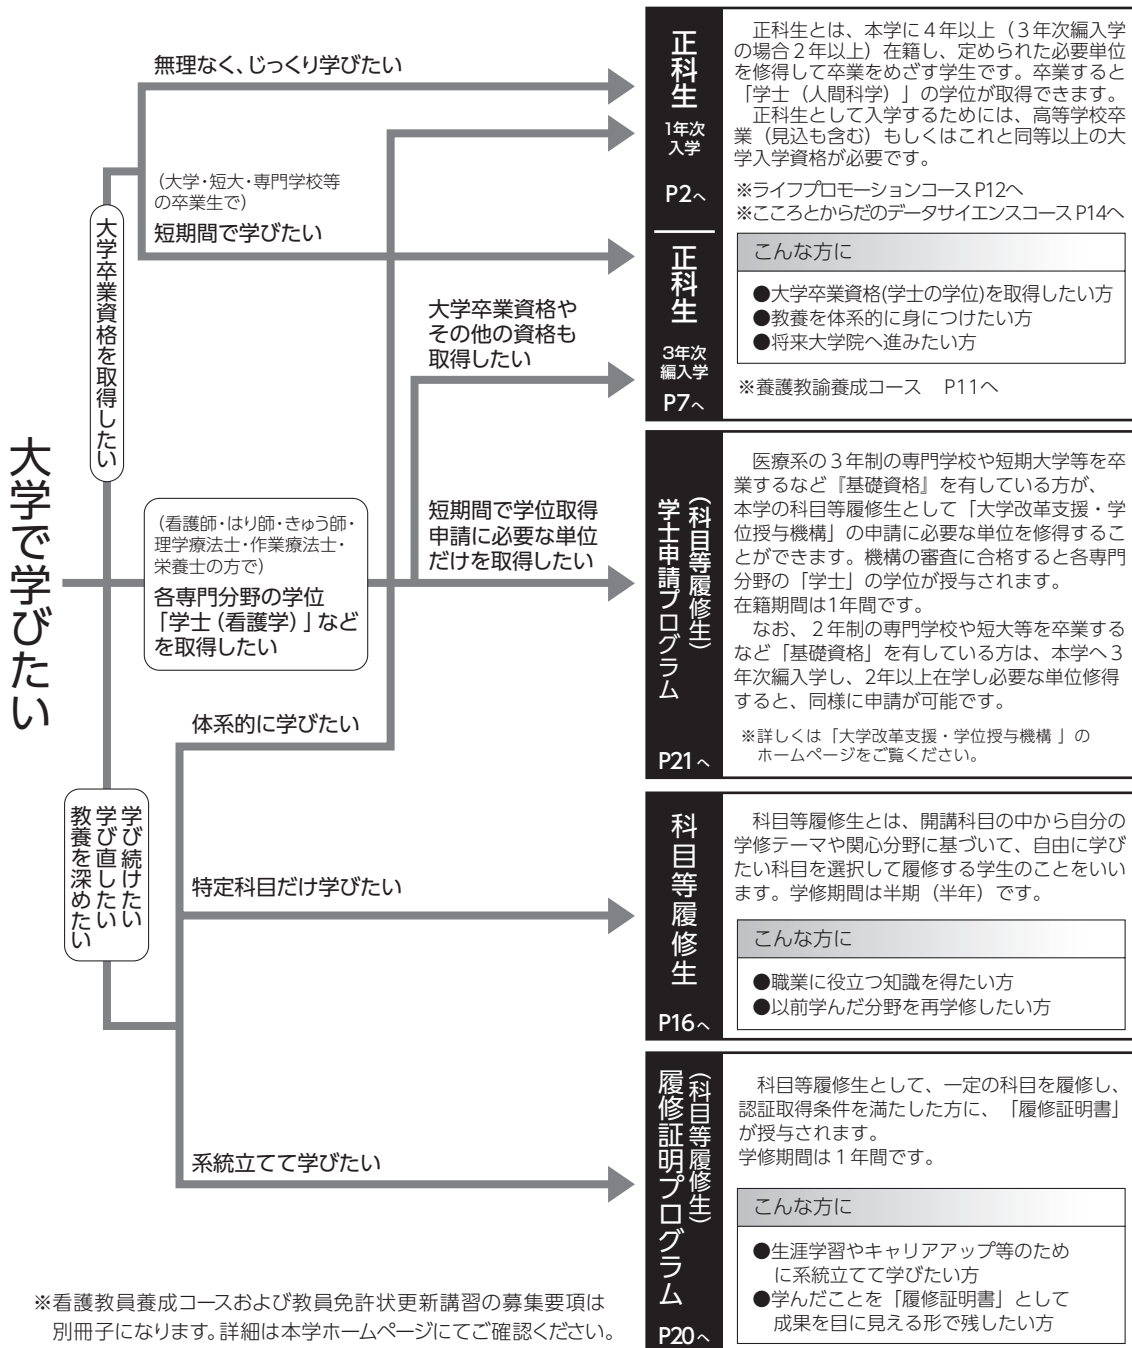 大学で学びたい
大学卒業資格を取得したい
無理なく、じっくり学びたい
（大学・短大・専門学校等
の卒業生で）
短期間で学びたい
（看護師・はり師・きゅう師・
理学療法士・作業療法士・
栄養士の方で）
各専門分野の学位
「学士（看護学）」など
を取得したい
大学卒業資格や
その他の資格も
取得したい
短期間で学位取得
申請に必要な単位
だけを取得したい
学び続けたい
学び直したい
教養を深めたい
体系的に学びたい
特定科目だけ学びたい
系統立てて学びたい
正科生
1年次
入学
P2へ
正科生
3年次
編入学
P7へ
正科生とは、本学に４年以上（３年次編入学
の場合２年以上）在籍し、定められた必要単位
を修得して卒業をめざす学生です。卒業すると
「学士（人間科学）」の学位が取得できます。
正科生として入学するためには、高等学校卒
業（見込も含む）もしくはこれと同等以上の大
学入学資格が必要です。
※ライフプロモーションコース P12へ
※こころとからだのデータサイエンスコース P14へ
こんな方に
●大学卒業資格(学士の学位)を取得したい方
●教養を体系的に身につけたい方
●将来大学院へ進みたい方
※養護教諭養成コース　P11へ
（科目等履修生）
学士申請プログラム
P21へ
医療系の３年制の専門学校や短期大学等を卒
業するなど『基礎資格』を有している方が、
本学の科目等履修生として「大学改革支援・学
位授与機構」の申請に必要な単位を修得するこ
とができます。機構の審査に合格すると各専門
分野の「学士」の学位が授与されます。
在籍期間は1年間です。
なお、２年制の専門学校や短大等を卒業する
など「基礎資格」を有している方は、本学へ３
年次編入学し、2年以上在学し必要な単位修得
すると、同様に申請が可能です。
※詳しくは「大学改革支援・学位授与機構 」の
ホームページをご覧ください。
科目等履修生
P16へ
科目等履修生とは、開講科目の中から自分の
学修テーマや関心分野に基づいて、自由に学び
たい科目を選択して履修する学生のことをいい
ます。学修期間は半期（半年）です。
こんな方に
●職業に役立つ知識を得たい方
●以前学んだ分野を再学修したい方
（科目等履修生）
履修証明プログラム
P20へ
科目等履修生として、一定の科目を履修し、
認証取得条件を満たした方に、「履修証明書」
が授与されます。
学修期間は１年間です。
こんな方に
●生涯学習やキャリアアップ等のため
に系統立てて学びたい方
●学んだことを「履修証明書」として
成果を目に見える形で残したい方
※看護教員養成コースおよび教員免許状更新講習の募集要項は
別冊子になります。詳細は本学ホームページにてご確認ください。